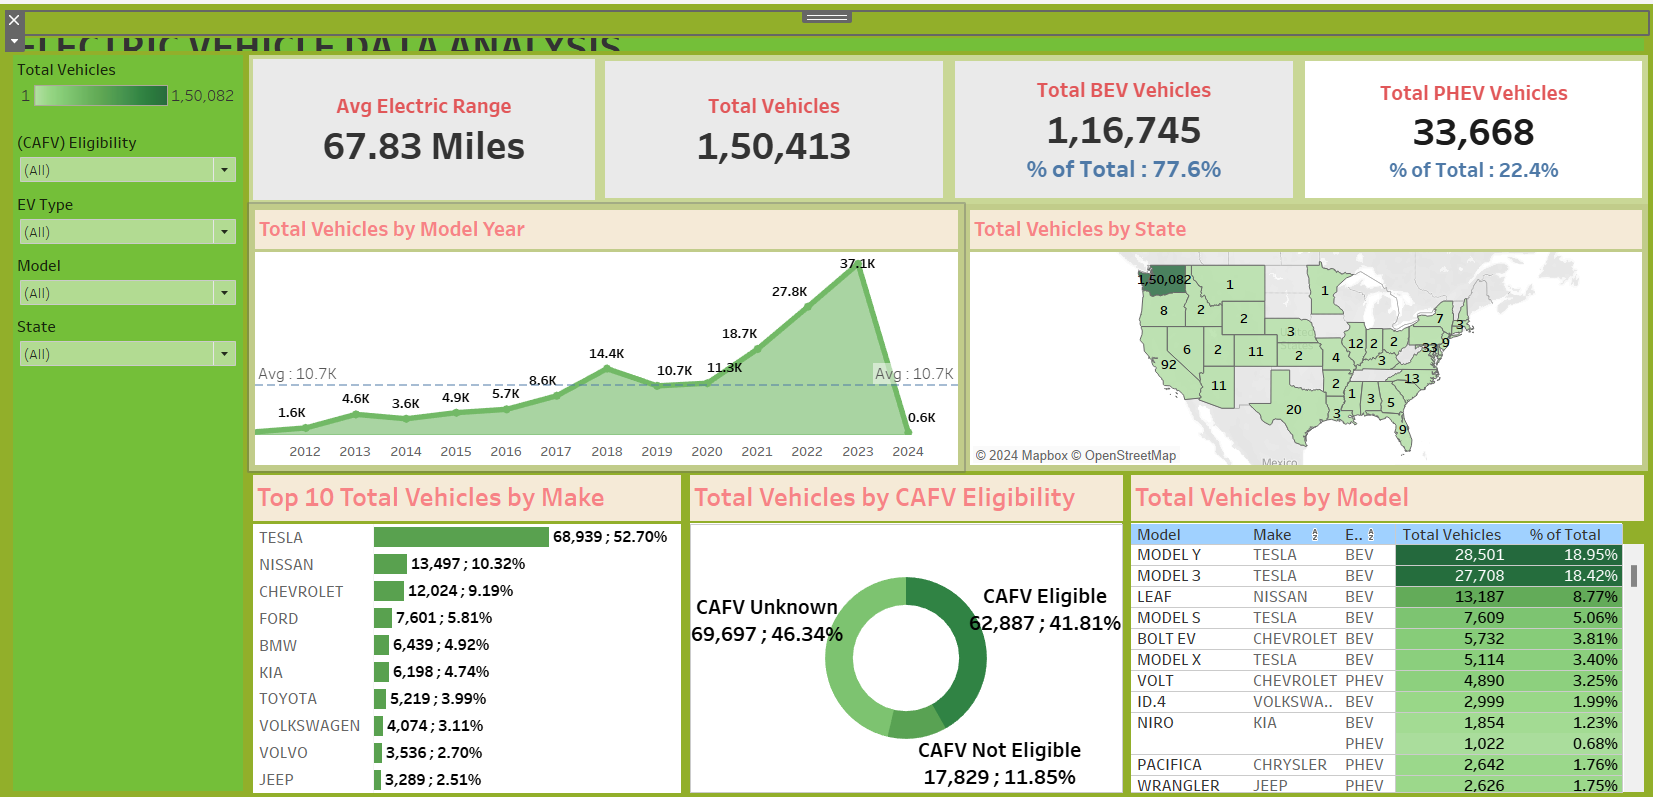 ELECTRIC VEHICLE DATA ANALYSIS
Total Vehicles
1 1,50,082
(CAFV) Eligibility
(All)
EV Type
(All)
Model
(All)
State
(All)
Avg Electric Range
67.83 Miles
Total Vehicles
1,50,413
Total BEV Vehicles
1,16,745
% of Total : 77.6%
Total PHEV Vehicles
33,668
% of Total : 22.4%
Total Vehicles by Model Year
37.1K
27.8K
18.7K
14.4K
11.3K
10.7K
Avg : 10.7K
Avg : 10.7K
8.6K
5.7K
4.9K
4.6K
3.6K
1.6K
0.6K
2012 2013 2014 2015 2016 2017 2018 2019 2020 2021 2022 2023 2024
Total Vehicles by State
1,50,082 1 1
8 2 2 3 7 3
6 2 11 2 4 12 2 2 33 9
92 3
11 2 13
20 3 1 3 5
9
© 2024 Mapbox © OpenStreetMap
Mexico
Top 10 Total Vehicles by Make
TESLA 68,939 ; 52.70%
NISSAN 13,497 ; 10.32%
CHEVROLET 12,024 ; 9.19%
FORD 7,601 ; 5.81%
BMW 6,439 ; 4.92%
KIA 6,198 ; 4.74%
TOYOTA 5,219 ; 3.99%
VOLKSWAGEN 4,074 ; 3.11%
VOLVO 3,536 ; 2.70%
JEEP 3,289 ; 2.51%
Total Vehicles by CAFV Eligibility
CAFV Unknown
69,697 ; 46.34%
CAFV Eligible
62,887 ; 41.81%
CAFV Not Eligible
17,829 ; 11.85%
Total Vehicles by Model
Model Make E.. Total Vehicles % of Total
MODEL Y TESLA BEV 28,501 18.95%
MODEL 3 TESLA BEV 27,708 18.42%
LEAF NISSAN BEV 13,187 8.77%
MODEL S TESLA BEV 7,609 5.06%
BOLT EV CHEVROLET BEV 5,732 3.81%
MODEL X TESLA BEV 5,114 3.40%
VOLT CHEVROLET PHEV 4,890 3.25%
ID.4 VOLKSWA.. BEV 2,999 1.99%
NIRO KIA BEV 1,854 1.23%
PHEV 1,022 0.68%
PACIFICA CHRYSLER PHEV 2,642 1.76%
WRANGLER JEEP PHEV 2,626 1.75%